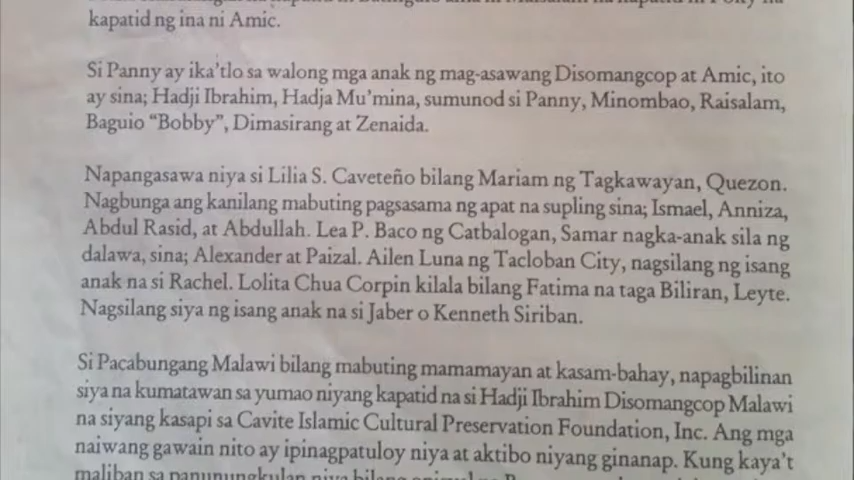 kapatid ng ina ni Amic.
Si Panny ay ika’tlo sa walong mga anak ng mag-asawang Disomangcop at Amic, ito
ay sina; Hadji Ibrahim, Hadja Mu’mina, sumunod si Panny, Minombao, Raisalam,
Baguio “Bobby”, Dimasirang at Zenaida.
Napangasawa niya si Lilia S. Caveteño bilang Mariam ng Tagkawayan, Quezon.
Nagbunga ang kanilang mabuting pagsasama ng apat na supling sina; Ismael, Anniza,
Abdul Rasid, at Abdullah. Lea P. Baco ng Catbalogan, Samar nagka-anak sila ng
dalawa, sina; Alexander at Paizal. Ailen Luna ng Tacloban City, nagsilang ng isang
anak na si Rachel. Lolita Chua Corpin kilala bilang Fatima na taga Biliran, Leyte.
Nagsilang siya ng isang anak na si Jaber o Kenneth Siriban.
Si Pacabungang Malawi bilang mabuting mamamayan at kasam-bahay, napagbilinan
siya na kumatawan sa yumao niyang kapatid na si Hadji Ibrahim Disomangcop Malawi
na siyang kasapi sa Cavite Islamic Cultural Preservation Foundation, Inc. Ang mga
naiwang gawain nito ay ipinagpatuloy niya at aktibo niyang ginanap. Kung kaya’t
maliban sa panunungkulan niya bilang